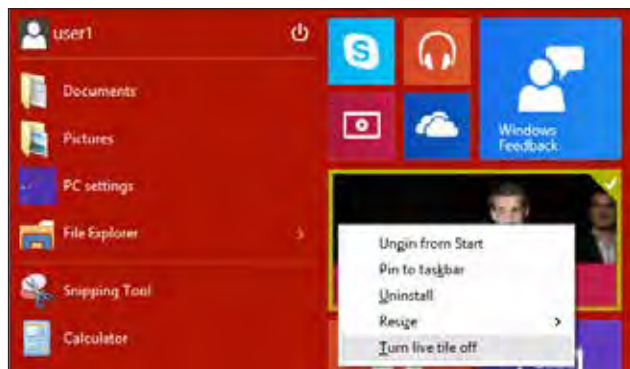 user1
Documents
Pictures
PC settings
File Explorer
Snipping Tool
Calculator
S
Windows
Feedback
Unpin from Start
Pin to taskbar
Uninstall
Resize
Turn live tile off